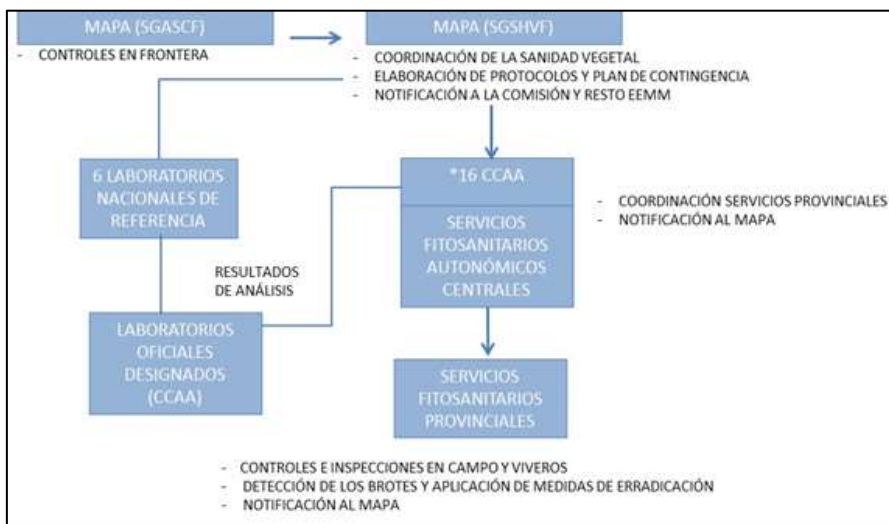 MAPA (SGASCF)
- CONTROLES EN FRONTERA
MAPA (SGSHVF)
- COORDINACIÓN DE LA SANIDAD VEGETAL
- ELABORACIÓN DE PROTOCOLOS Y PLAN DE CONTINGENCIA
- NOTIFICACIÓN A LA COMISIÓN Y RESTO EEMM
6 LABORATORIOS
NACIONALES DE
REFERENCIA
*16 CCAA
SERVICIOS
FITOSANITARIOS
AUTONÓMICOS
CENTRALES
- COORDINACIÓN SERVICIOS PROVINCIALES
- NOTIFICACIÓN AL MAPA
RESULTADOS
DE ANÁLISIS
LABORATORIOS
OFICIALES
DESIGNADOS
(CCAA)
SERVICIOS
FITOSANITARIOS
PROVINCIALES
- CONTROLES E INSPECCIONES EN CAMPO Y VIVEROS
- DETECCIÓN DE LOS BROTES Y APLICACIÓN DE MEDIDAS DE ERRADICACIÓN
- NOTIFICACIÓN AL MAPA